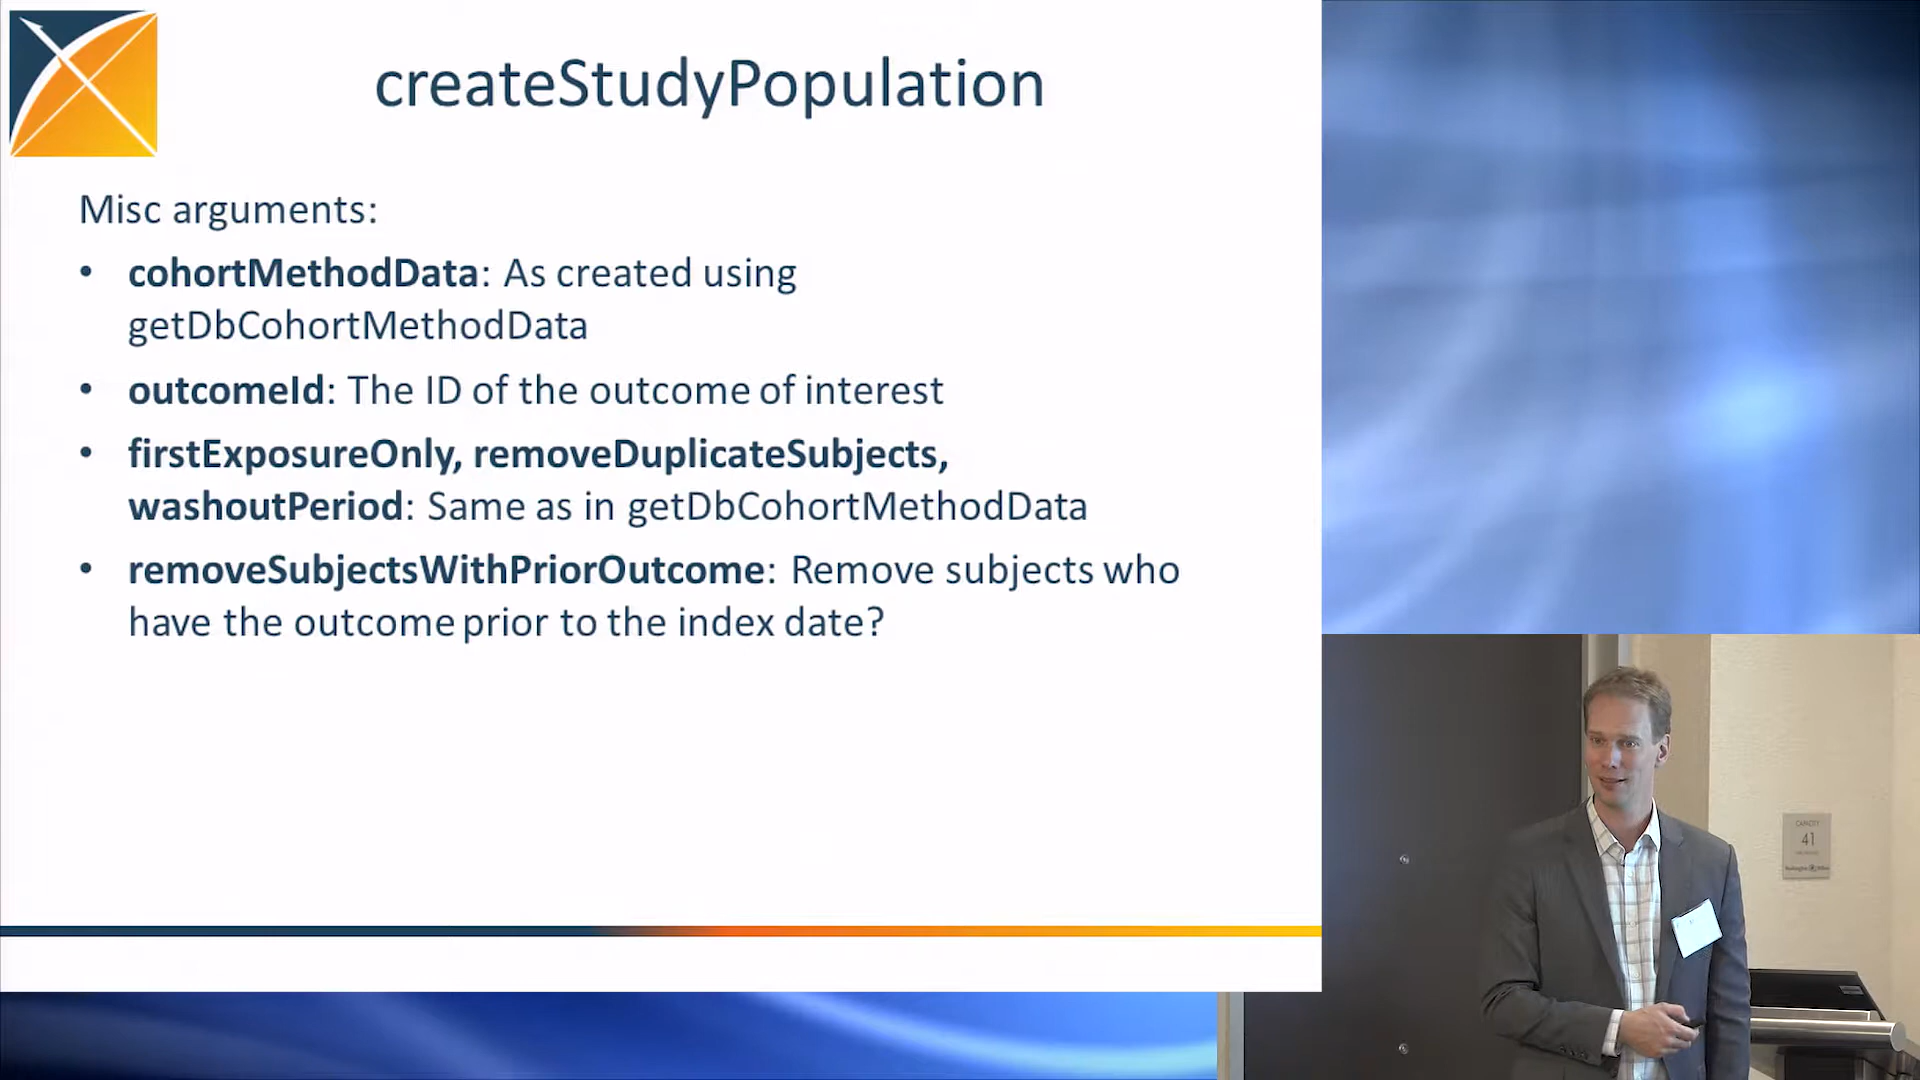 createStudyPopulation
Misc arguments:
• cohortMethodData: As created using
getDbCohortMethodData
• outcomeId: The ID of the outcome of interest
• firstExposureOnly, removeDuplicateSubjects,
washoutPeriod: Same as in getDbCohortMethodData
• removeSubjectsWithPriorOutcome: Remove subjects who
have the outcome prior to the index date?
CAPACITY
41